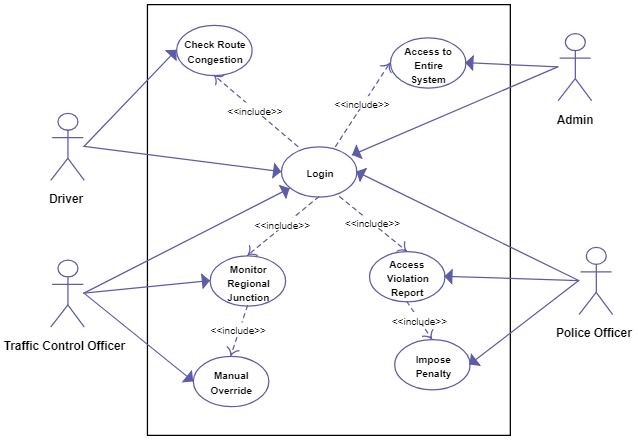 Check Route
Congestion
Access to
Entire
System
Admin
<<include>>
<<include>>
Driver
Login
<<include>>
<<include>>
Monitor
Regional
Junction
Access
Violation
Report
Traffic Control Officer
Police Officer
<<include>>
<<include>>
Manual
Override
Impose
Penalty